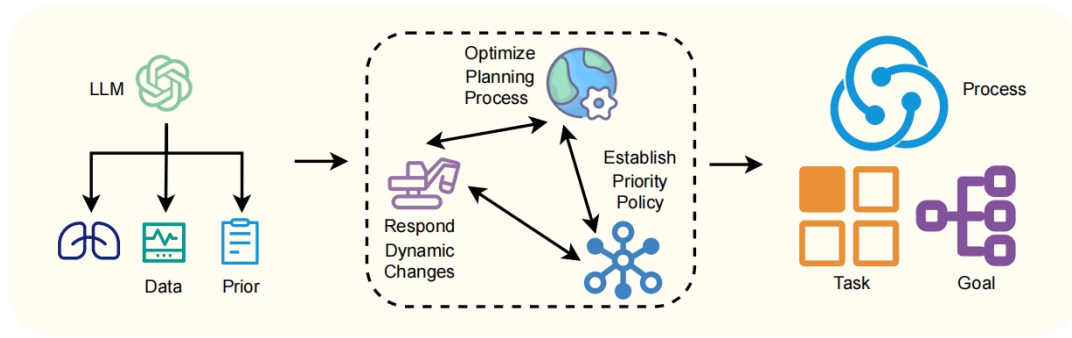 LLM
Data
Prior
Optimize
Planning
Process
Respond
Dynamic
Changes
Establish
Priority
Policy
Process
Task
Goal